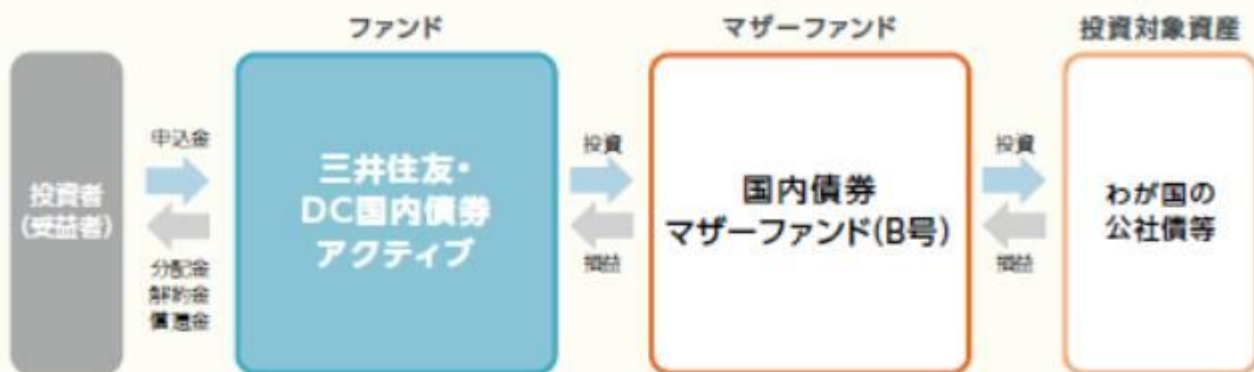 ファンド
マザーファンド
投資対象資産
投資者
(受益者)
申込金
分配金
解約金
償還金
三井住友・
DC国内債券
アクティブ
投資
損益
国内債券
マザーファンド(B号)
投資
損益
わが国の
公社債等